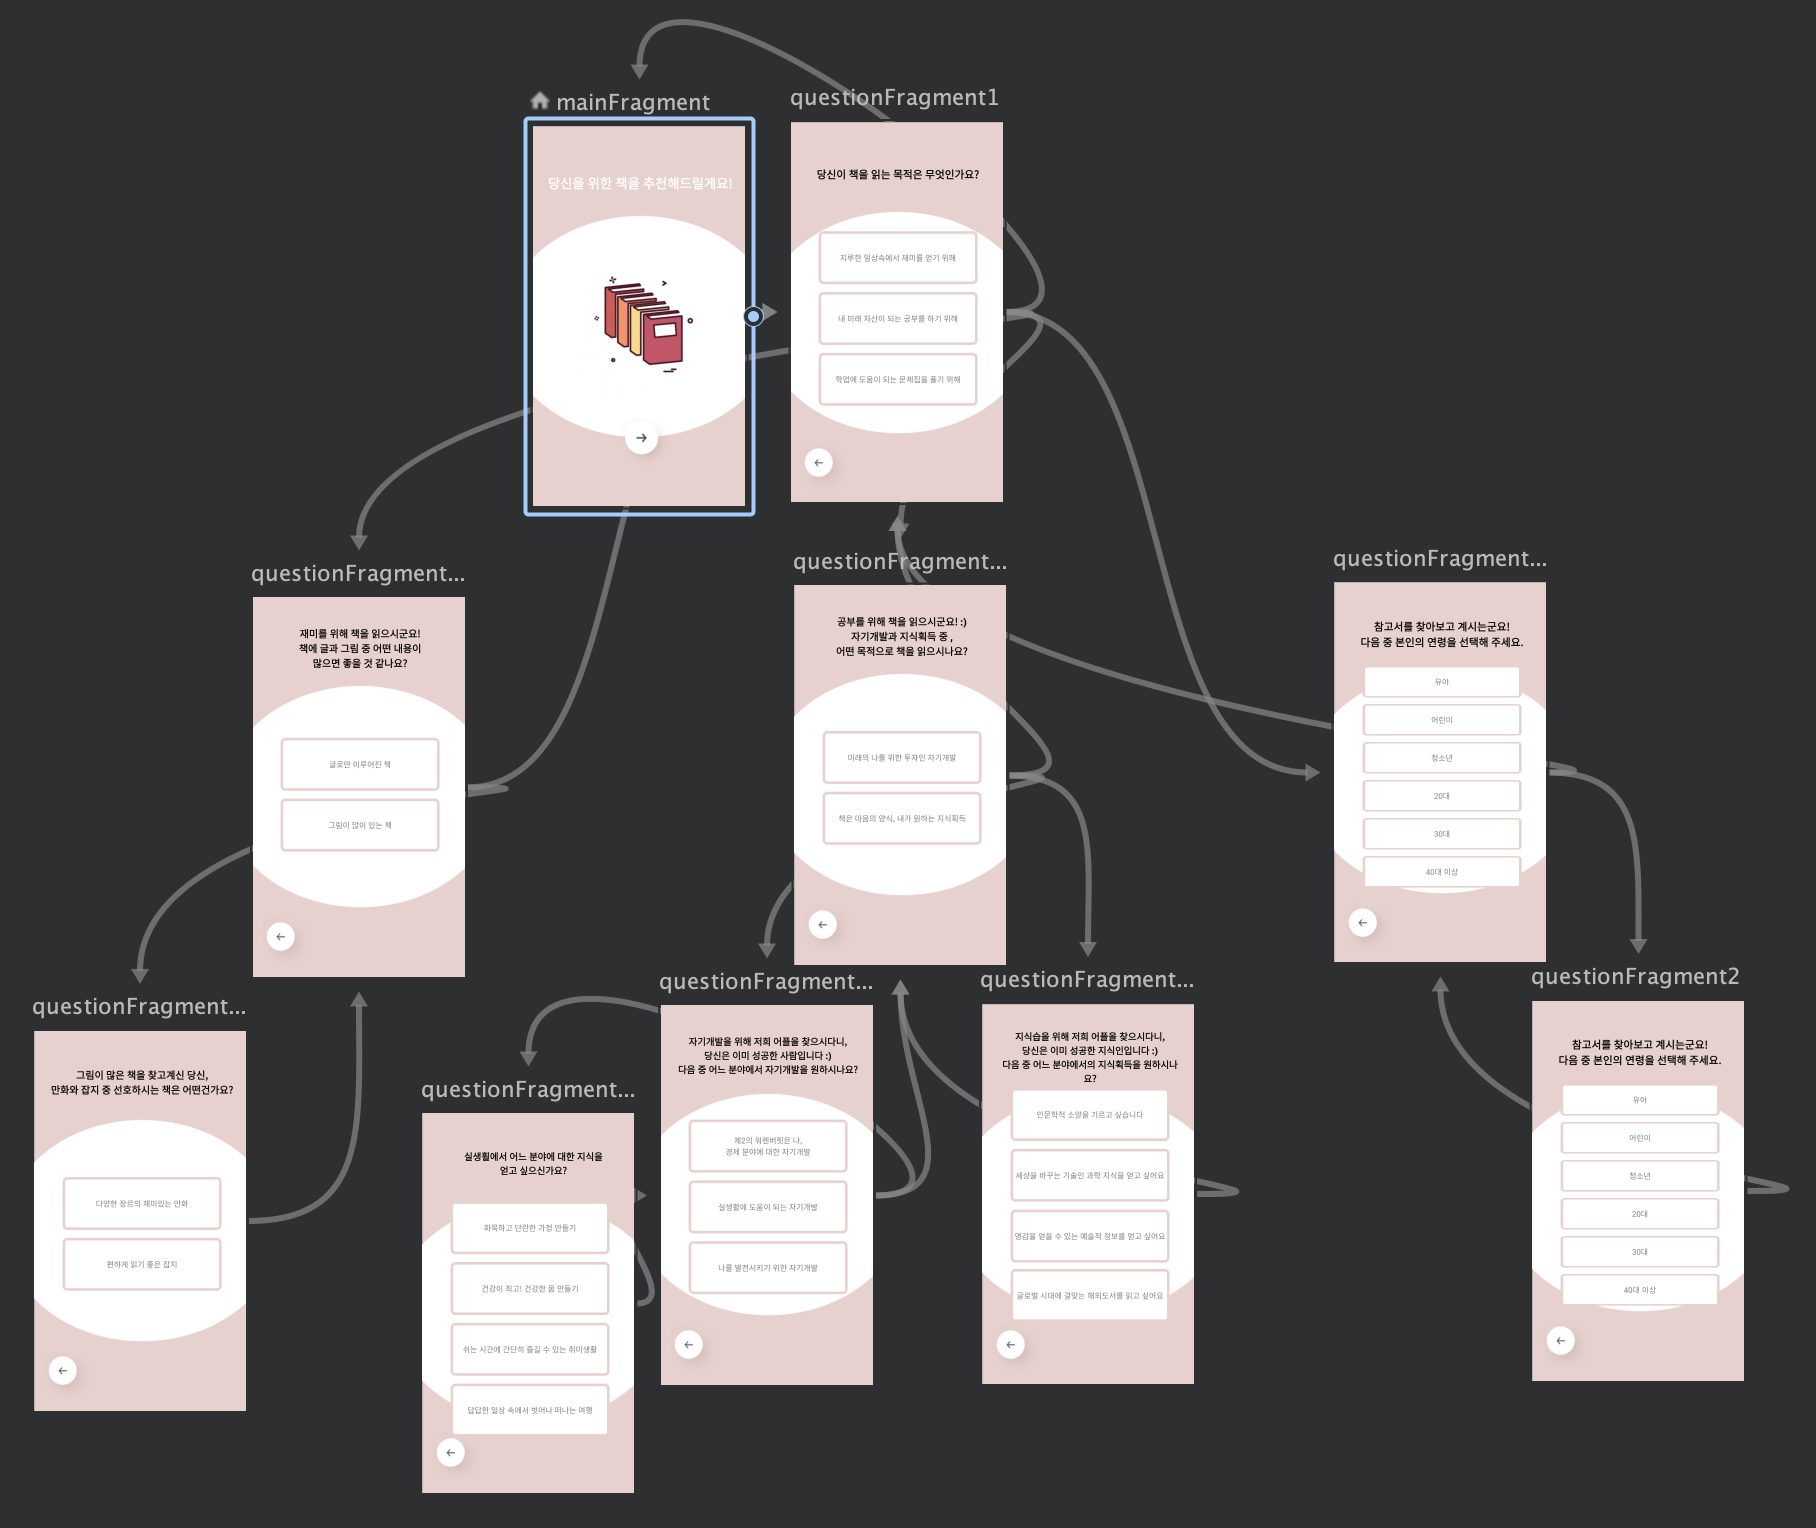 mainFragment
당신을 위한 책을 추천해드릴게요!
questionFragment1
당신이 책을 읽는 목적은 무엇인가요?
지루한 일상속에서 재미를 얻기 위해
내 미래 자산이 되는 공부를 하기 위해
학업에 도움이 되는 문제집을 풀기 위해
questionFragment...
재미를 위해 책을 읽으시군요!
책에 글과 그림 중 어떤 내용이
많으면 좋을 것 같나요?
글로만 이루어진 책
그림이 많이 있는 책
questionFragment...
공부를 위해 책을 읽으시군요! :)
자기개발과 지식획득 중 ,
어떤 목적으로 책을 읽으시나요?
미래의 나를 위한 투자인 자기개발
책은 마음의 양식, 내가 원하는 지식획득
questionFragment...
참고서를 찾아보고 계시는군요!
다음 중 본인의 연령을 선택해 주세요.
유아
어린이
청소년
20대
30대
40대 이상
questionFragment...
그림이 많은 책을 찾고계신 당신,
만화와 잡지 중 선호하시는 책은 어떤건가요?
다양한 장르의 재미있는 만화
편하게 읽기 좋은 잡지
questionFragment...
실생활에서 어느 분야에 대한 지식을
얻고 싶으신가요?
화목하고 단란한 가정 만들기
건강이 최고! 건강한 몸 만들기
쉬는 시간에 간단히 즐길 수 있는 취미생활
답답한 일상 속에서 벗어나 떠나는 여행
questionFragment...
자기개발을 위해 저희 어플을 찾으시다니,
당신은 이미 성공한 사람입니다 :)
다음 중 어느 분야에서 자기개발을 원하시나요?
제2의 워렌버핏은 나,
경제 분야에 대한 자기개발
실생활에 도움이 되는 자기개발
나를 발전시키기 위한 자기개발
questionFragment...
지식습을 위해 저희 어플을 찾으시다니,
당신은 이미 성공한 지식인입니다 :)
다음 중 어느 분야에서의 지식획득을 원하시나
요?
인문학적 소양을 기르고 싶습니다
세상을 바꾸는 기술인 과학 지식을 얻고 싶어요
영감을 얻을 수 있는 예술적 정보를 얻고 싶어요
글로벌 시대에 걸맞는 해외도서를 읽고 싶어요
questionFragment2
참고서를 찾아보고 계시는군요!
다음 중 본인의 연령을 선택해 주세요.
유아
어린이
청소년
20대
30대
40대 이상